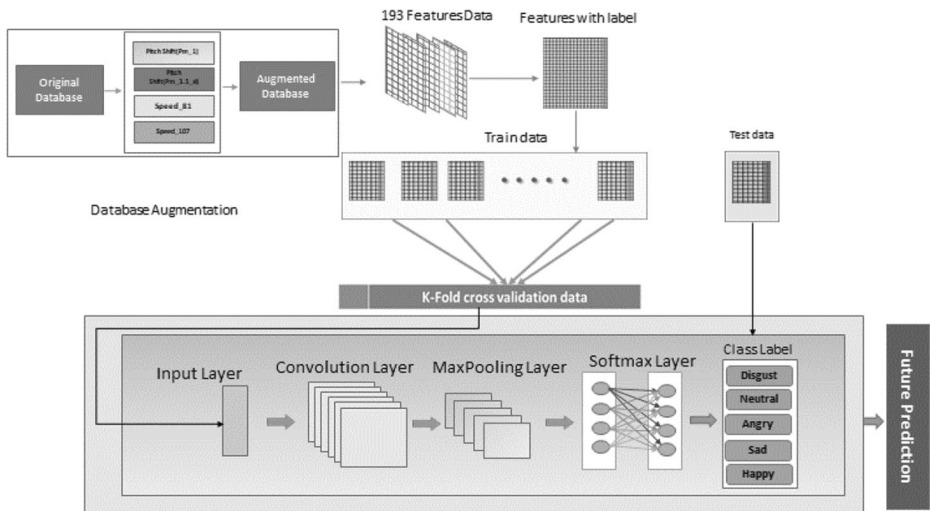 193 FeaturesData
Features with label
Original
Database
Pitch Shift(Pm_1)
Pitch
Shift(Pm_1.1_x)
Speed_81
Speed_107
Augmented
Database
Train data
Test data
Database Augmentation
K-Fold cross validation data
Input Layer
Convolution Layer
MaxPooling Layer
Softmax Layer
Class Label
Disgust
Neutral
Angry
Sad
Happy
Future Prediction